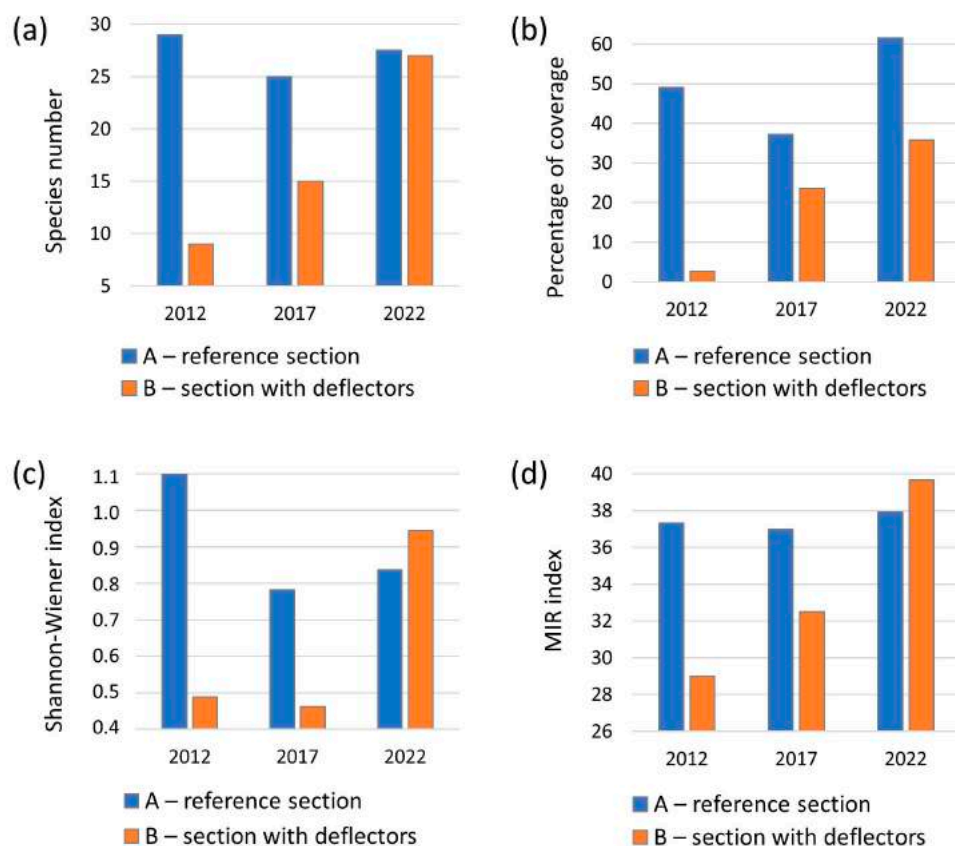 (a)
Species number
30
25
20
15
10
5
2012 2017 2022
A – reference section
B – section with deflectors
(b)
Percentage of coverage
60
50
40
30
20
10
0
2012 2017 2022
A – reference section
B – section with deflectors
(c)
Shannon-Wiener index
1.1
1.0
0.9
0.8
0.7
0.6
0.5
0.4
2012 2017 2022
A – reference section
B – section with deflectors
(d)
MIR index
40
38
36
34
32
30
28
26
2012 2017 2022
A – reference section
B – section with deflectors